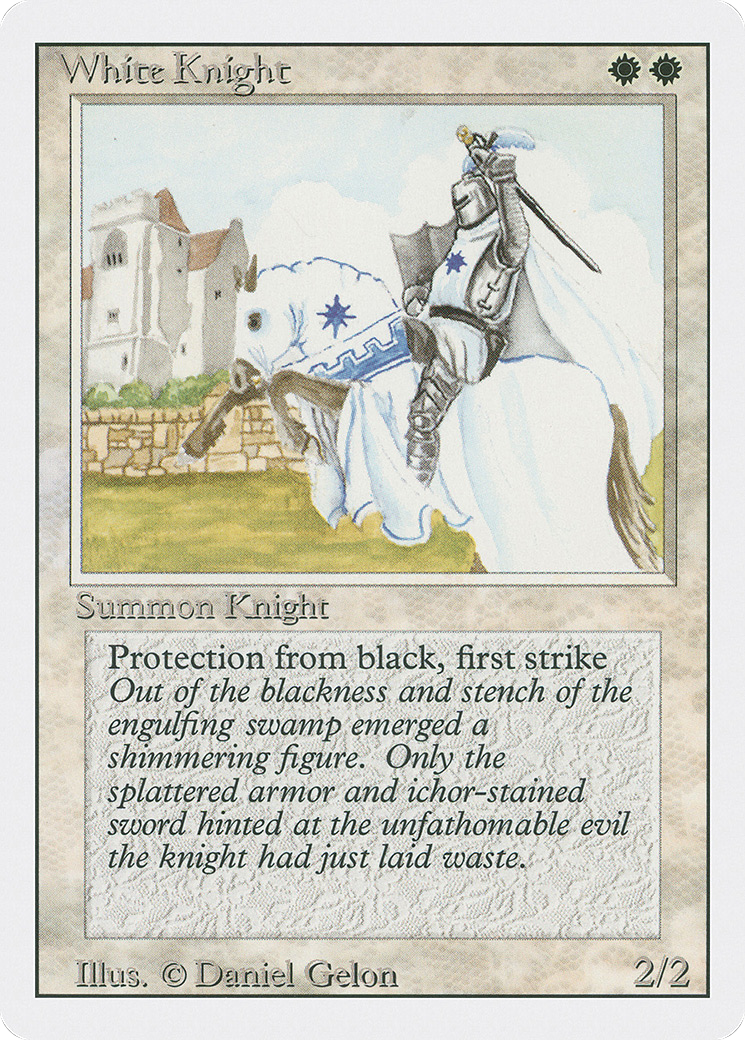 White Knight
Summon Knight
Protection from black, first strike
Out of the blackness and stench of the
engulfing swamp emerged a
shimmering figure.  Only the
splattered armor and ichor-stained
sword hinted at the unfathomable evil
the knight had just laid waste.
Illus. © Daniel Gelon
2/2